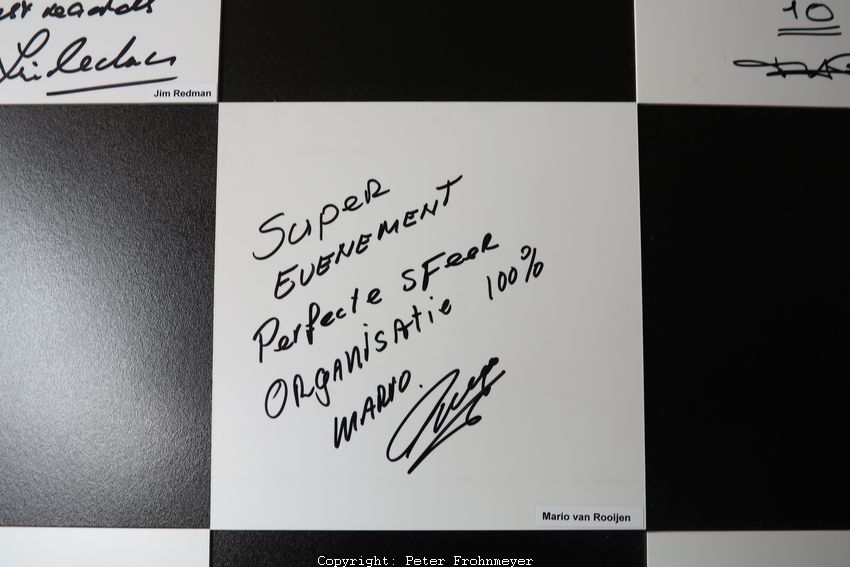 10
Jim Redman
Super
EVENEMENT
Perfecte SFeer
ORgANiSAtie 100%
MARIO.
Mario van Rooijen
Copyright: Peter Frohnmeyer